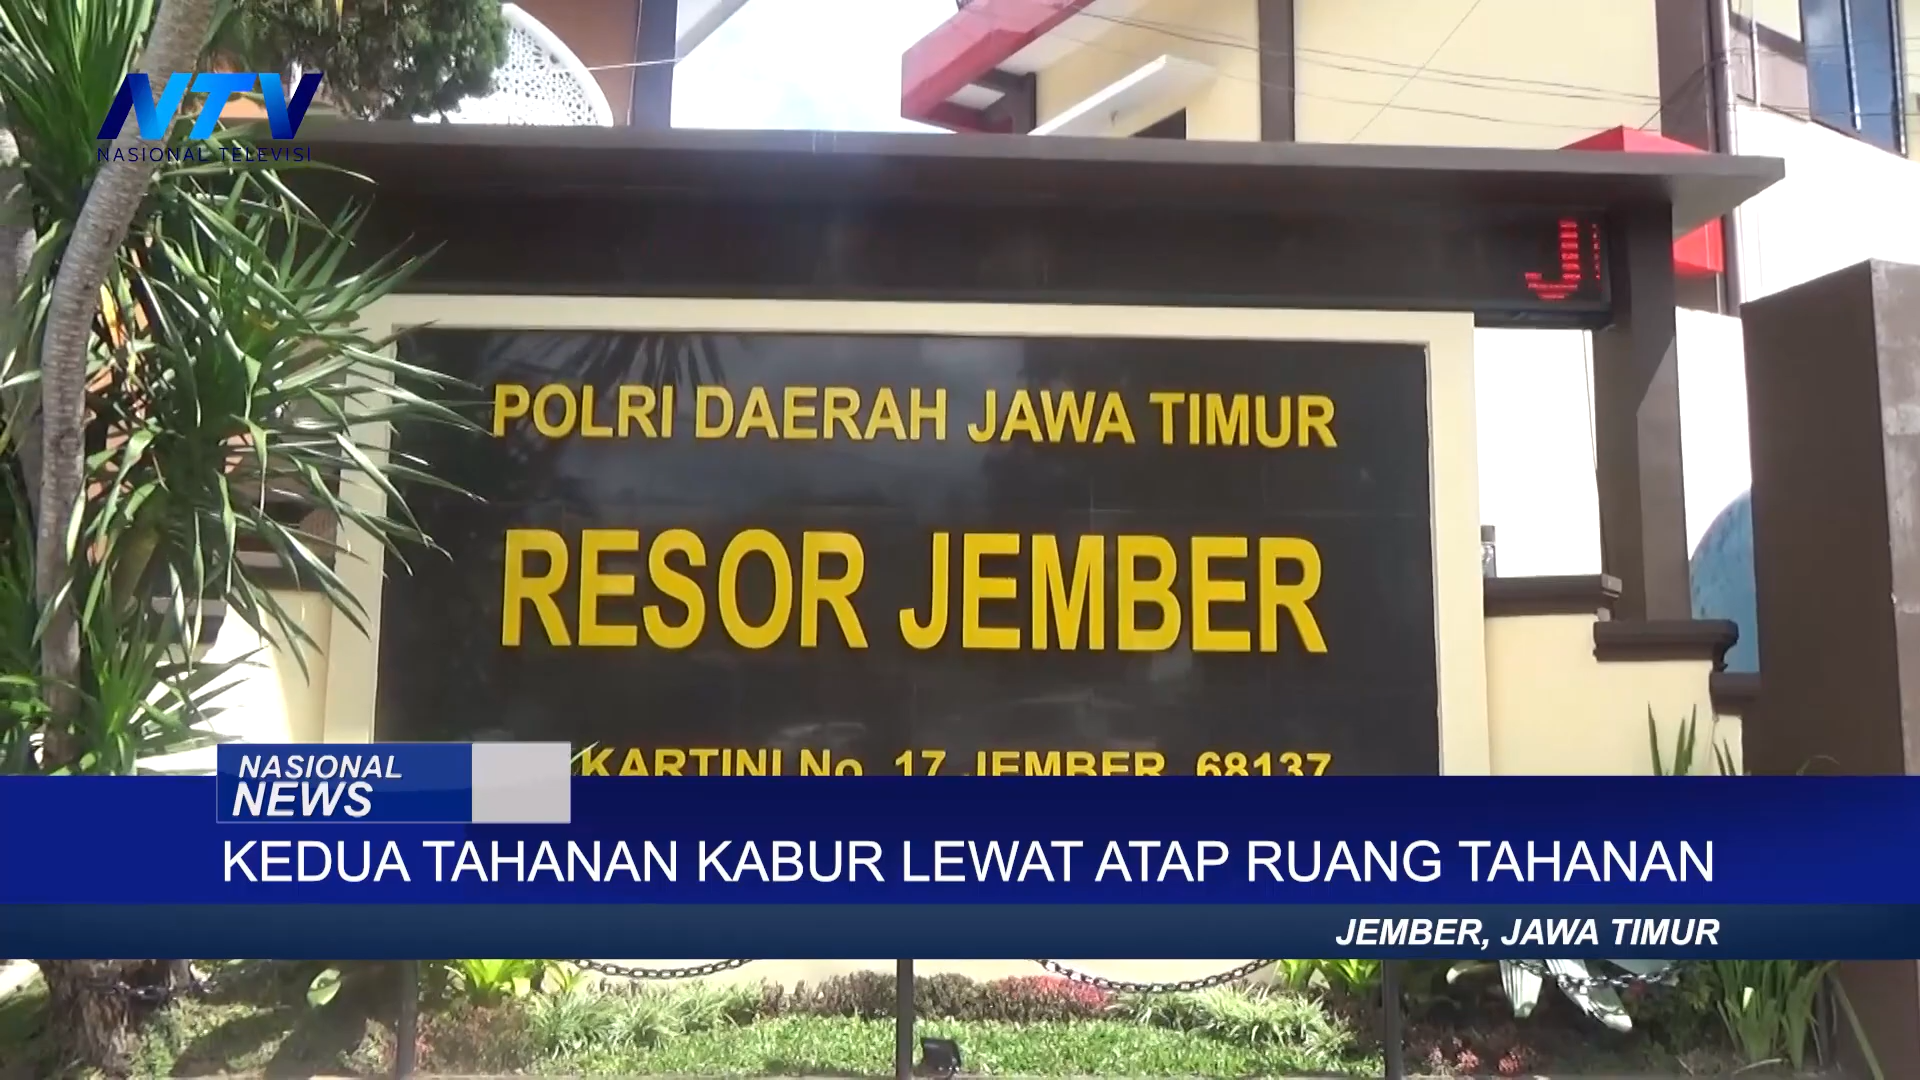 NTV
NASIONAL TELEVISI
J
POLRI DAERAH JAWA TIMUR
RESOR JEMBER
KARTINI No. 17 JEMBER 68137
NASIONAL
NEWS
KEDUA TAHANAN KABUR LEWAT ATAP RUANG TAHANAN
JEMBER, JAWA TIMUR